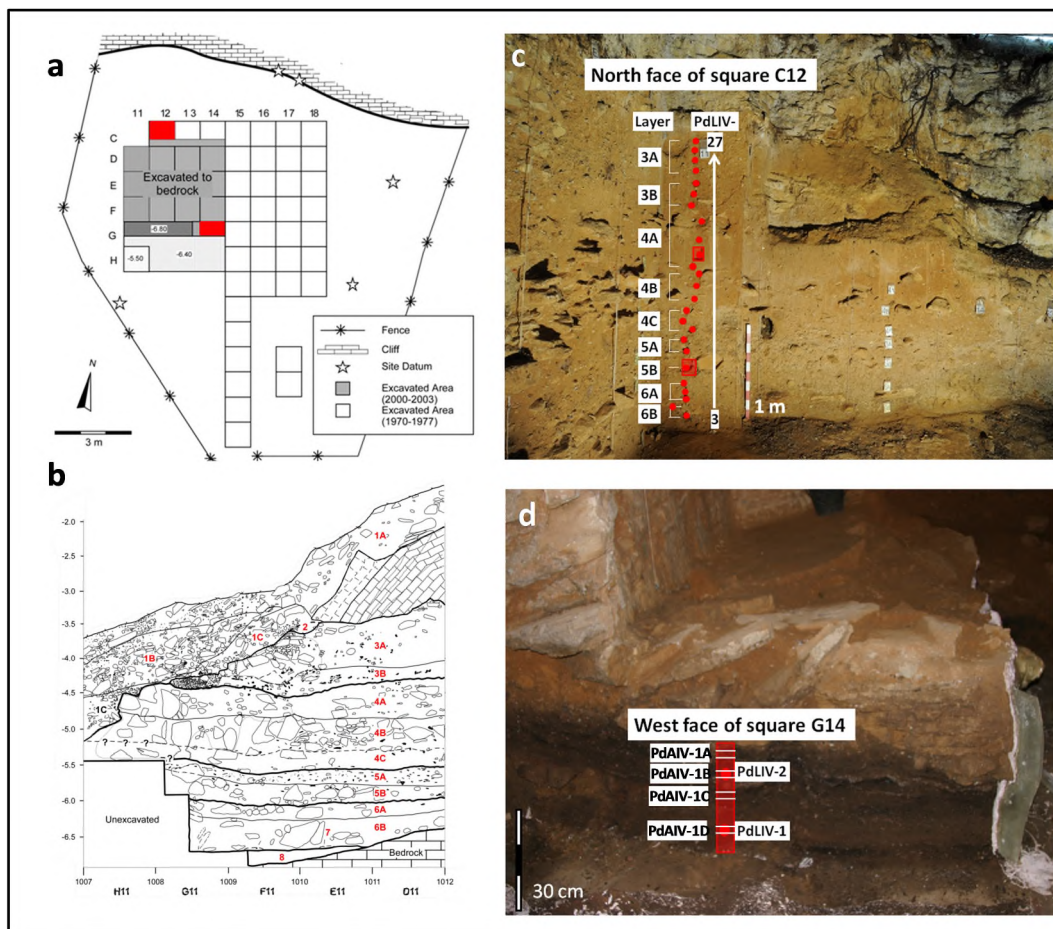 a
11 12 13 14 15 16 17 18
C
D
E
F
G
H
Excavated to
bedrock
-6.80
-6.40
-5.50
N
3 m
Fence
Cliff
Site Datum
Excavated Area
(2000-2003)
Excavated Area
(1970-1977)
b
-2.0
-2.5
-3.0
-3.5
-4.0
-4.5
-5.0
-5.5
-6.0
-6.5
1A
2
1C
1B
3A
3B
4A
1C
4B
? ? ?
?
4C
5A
5B
6A
6B
7
8
Unexcavated
Bedrock
1007 1008 1009 1010 1011 1012
H11 G11 F11 E11 D11
c
North face of square C12
Layer PdLIV-
27
3A
3B
4A
4B
4C
5A
5B
6A
6B
3
1 m
d
West face of square G14
PdAIV-1A
PdAIV-1B PdLIV-2
PdAIV-1C
PdAIV-1D PdLIV-1
30 cm